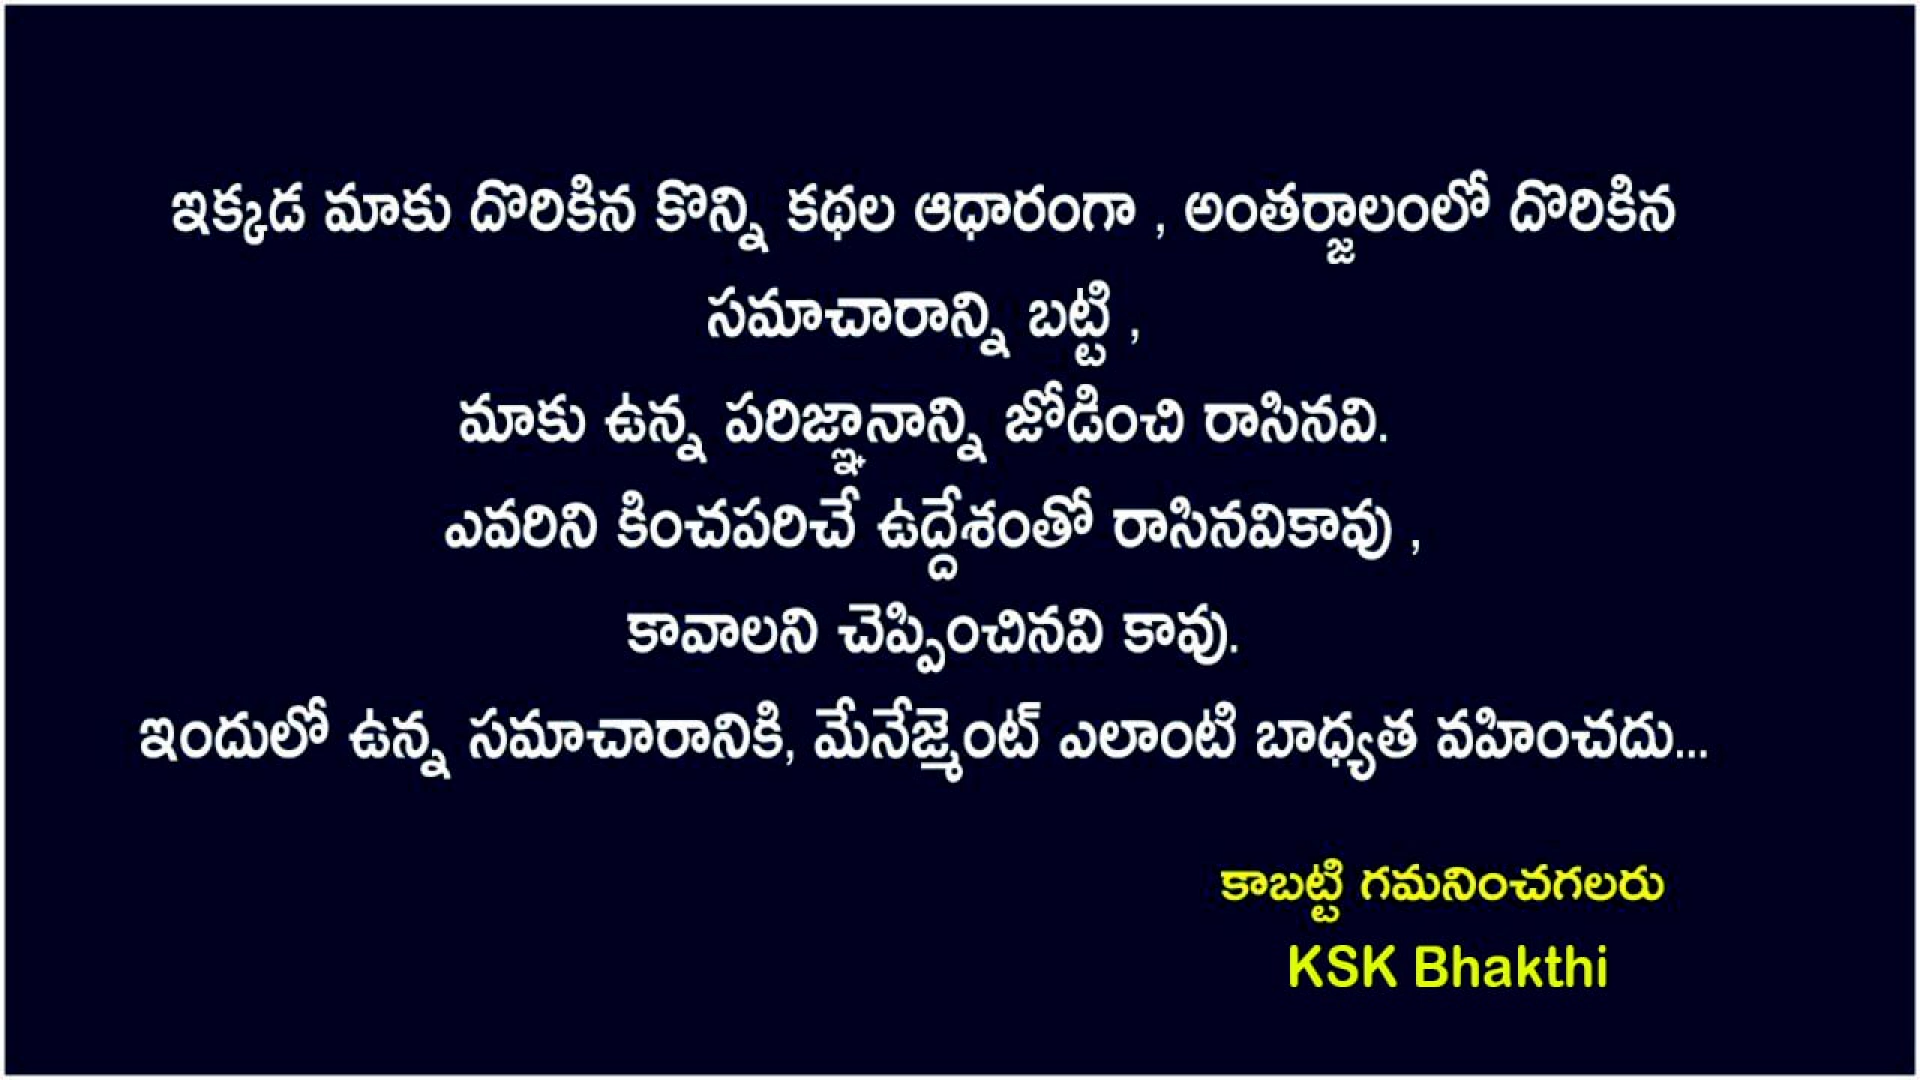 ఇక్కడ మాకు దొరికిన కొన్ని కథల ఆధారంగా , అంతర్జాలంలో దొరికిన
సమాచారాన్ని బట్టి ,
మాకు ఉన్న పరిజ్ఞానాన్ని జోడించి రాసినవి.
ఎవరిని కించపరిచే ఉద్దేశంతో రాసినవికావు ,
కావాలని చెప్పించినవి కావు.
ఇందులో ఉన్న సమాచారానికి, మేనేజ్మెంట్ ఎలాంటి బాధ్యత వహించదు...
కాబట్టి గమనించగలరు
KSK Bhakthi